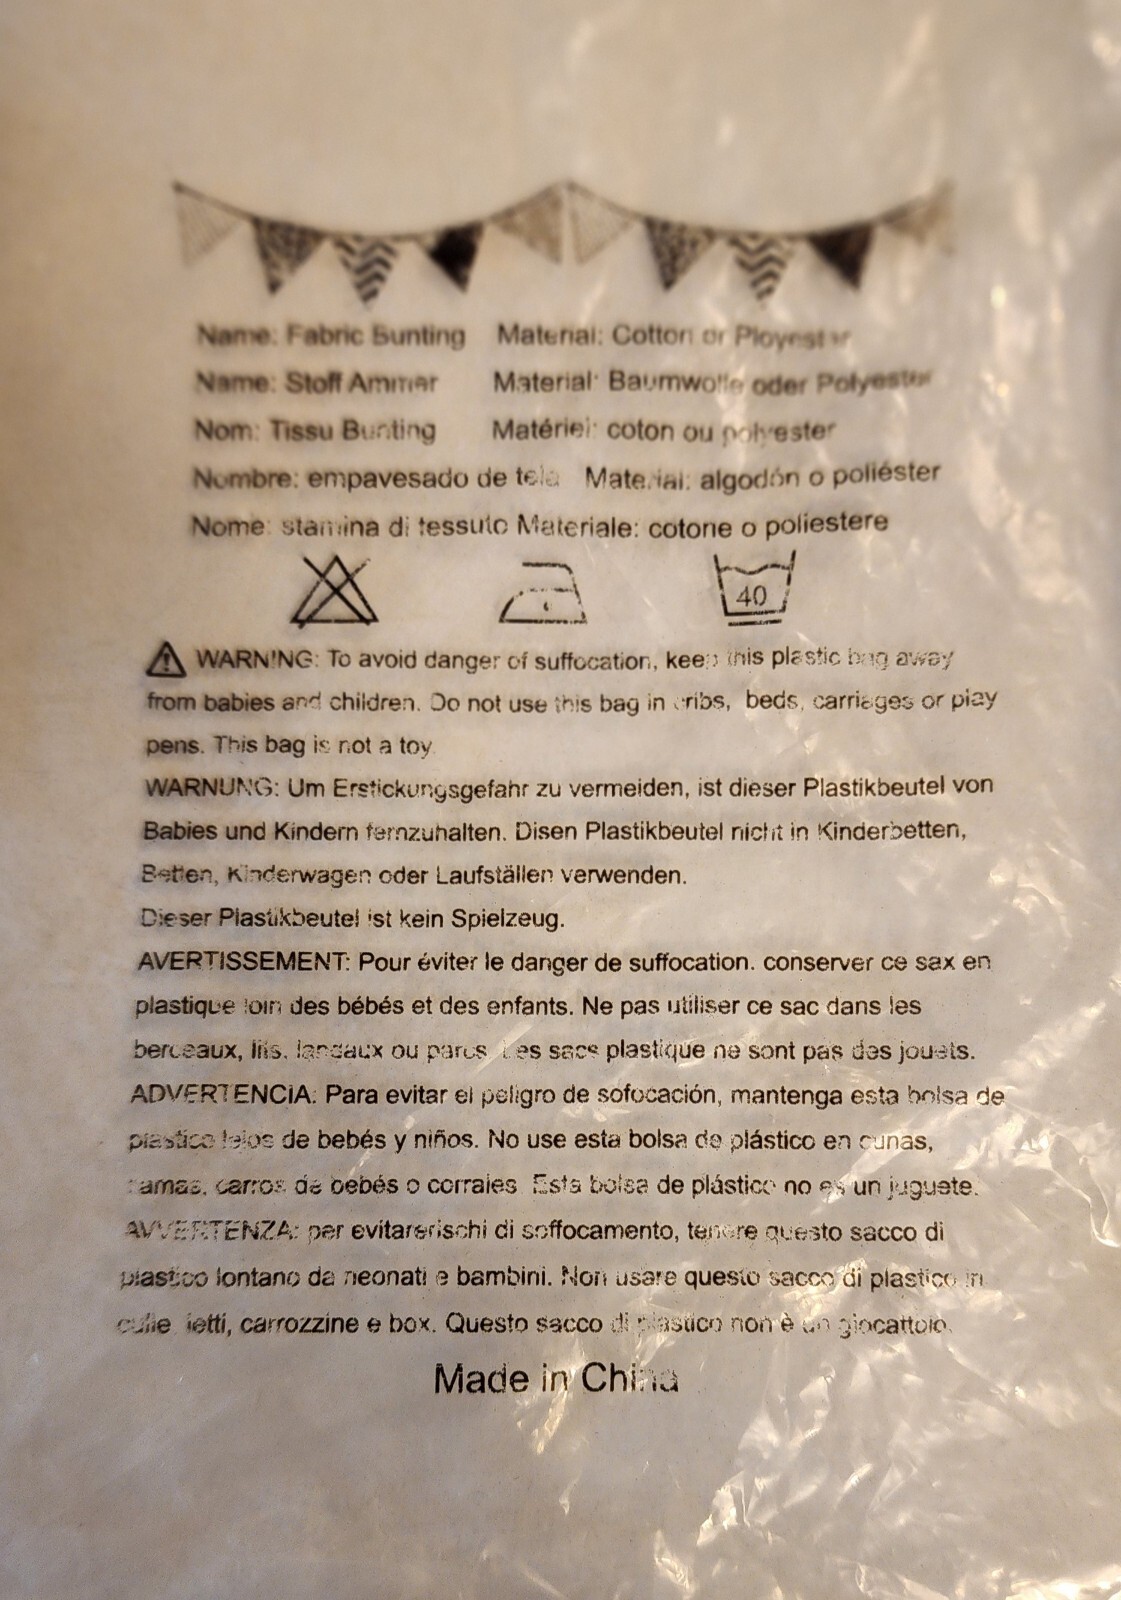 Name: Fabric Bunting Material: Cotton or Ployester
Name: Stoff Ammer Material: Baumwolle oder Polyester
Nom: Tissu Bunting Matériel: coton ou polyester
Nombre: empavesado de tela Material: algodón o poliéster
Nome: stamina di tessuto Materiale: cotone o poliestere
40
WARNING: To avoid danger of suffocation, keep this plastic bag away
from babies and children. Do not use this bag in cribs, beds, carriages or play
pens. This bag is not a toy.
WARNUNG: Um Erstickungsgefahr zu vermeiden, ist dieser Plastikbeutel von
Babies und Kindern fernzuhalten. Disen Plastikbeutel nicht in Kinderbetten,
Betten, Kinderwagen oder Laufställen verwenden.
Dieser Plastikbeutel ist kein Spielzeug.
AVERTISSEMENT: Pour éviter le danger de suffocation. conserver ce sax en
plastique loin des bébés et des enfants. Ne pas utiliser ce sac dans les
berceaux, lits, landaux ou parcs. Les sacs plastique ne sont pas des jouets.
ADVERTENCIA: Para evitar el peligro de sofocación, mantenga esta bolsa de
plástico lejos de bebés y niños. No use esta bolsa de plástico en cunas,
camas, carros de bebés o corrales. Esta bolsa de plástico no es un juguete.
AVVERTENZA: per evitarerischi di soffocamento, tenere questo sacco di
plastico lontano da neonati e bambini. Non usare questo sacco di plastico in
culle, letti, carrozzine e box. Questo sacco di plastico non è un giocattolo.
Made in China